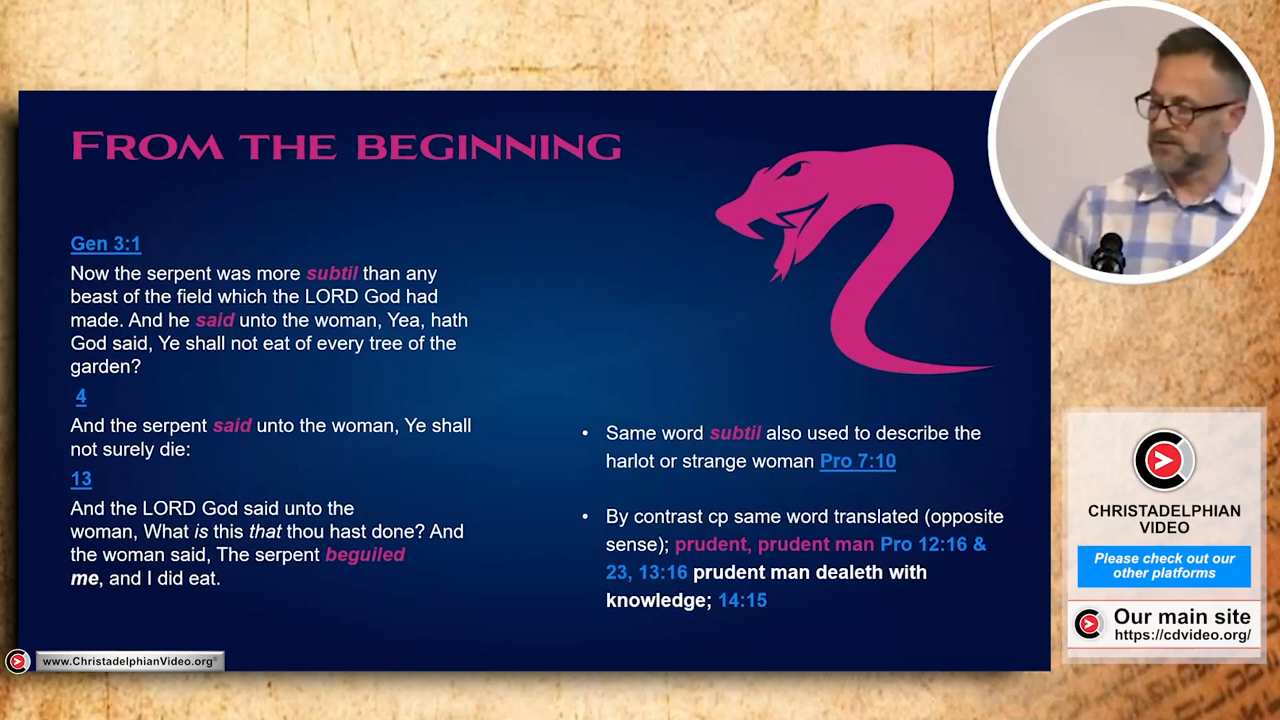 FROM THE BEGINNING
Gen 3:1
Now the serpent was more subtil than any
beast of the field which the LORD God had
made. And he said unto the woman, Yea, hath
God said, Ye shall not eat of every tree of the
garden?
4
And the serpent said unto the woman, Ye shall
not surely die:
13
And the LORD God said unto the
woman, What is this that thou hast done? And
the woman said, The serpent beguiled
me, and I did eat.
• Same word subtil also used to describe the
harlot or strange woman Pro 7:10
• By contrast cp same word translated (opposite
sense); prudent, prudent man Pro 12:16 &
23, 13:16 prudent man dealeth with
knowledge; 14:15
CHRISTADELPHIAN
VIDEO
Please check out our
other platforms
Our main site
https://cdvideo.org/
www.ChristadelphianVideo.org®